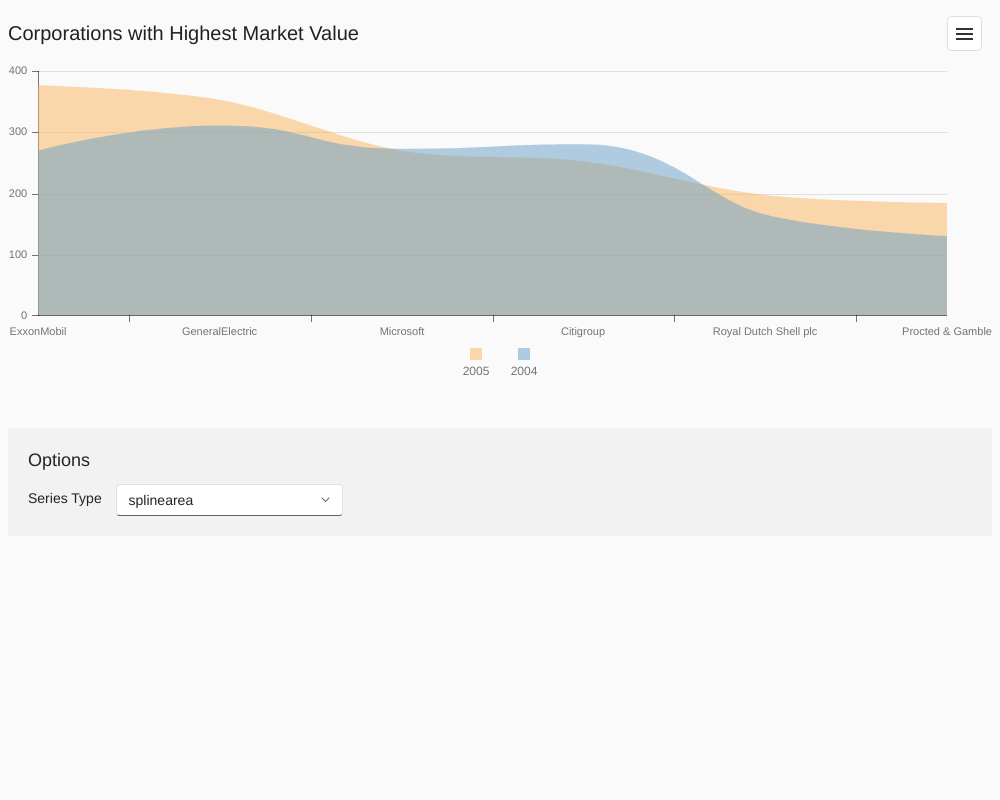 Corporations with Highest Market Value
400
300
200
100
0
ExxonMobil GeneralElectric Microsoft Citigroup Royal Dutch Shell plc Procted & Gamble
2005 2004
Options
Series Type splinearea